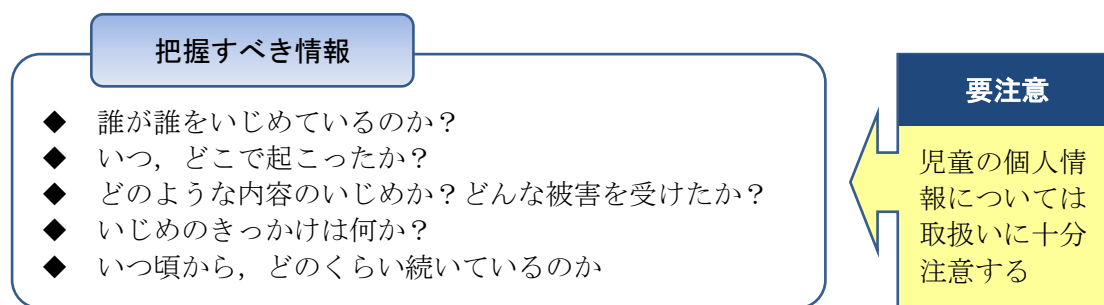 把握すべき情報
◆ 誰が誰をいじめているのか？
◆ いつ，どこで起こったか？
◆ どのような内容のいじめか？どんな被害を受けたか？
◆ いじめのきっかけは何か？
◆ いつ頃から，どのくらい続いているのか
要注意
児童の個人情
報については
取扱いに十分
注意する